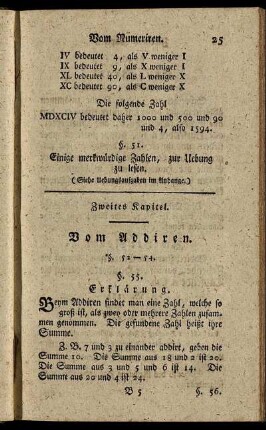 Vom Numeriren. 25
IV bedeutet 4, als V weniger I
IX bedeutet 9, als X weniger I
XL bedeutet 40, als L weniger X
XC bedeutet 90, als C weniger X
Die folgende Zahl
MDXCIV bedeutet daher 1000 und 500 und 90
und 4, also 1594.
§. 51.
Einige merkwürdige Zahlen, zur Uebung
zu lesen.
(Siehe Uebungsaufgaben im Anhange.)
Zweites Kapitel.
Vom Addiren.
§. 52—54.
§. 55.
Erklärung.
Beym Addiren findet man eine Zahl, welche so
groß ist, als zwey oder mehrere Zahlen zusam
men genommen. Die gefundene Zahl heißt ihre
Summe.
Z. B. 7 und 3 zu einander addirt, geben die
Summe 10. Die Summe aus 18 und 2 ist 20.
Die Summe aus 3 und 5 und 6 ist 14. Die
Summe aus 20 und 4 ist 24.
B 5 §. 56.